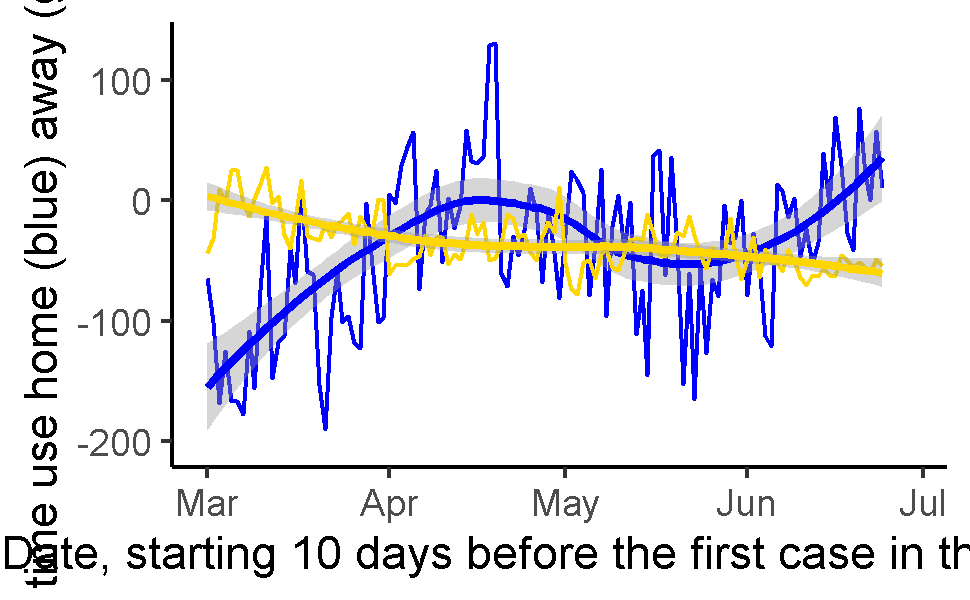 time use home (blue) away (
100
0
-100
-200
Mar Apr May Jun Jul
Date, starting 10 days before the first case in th